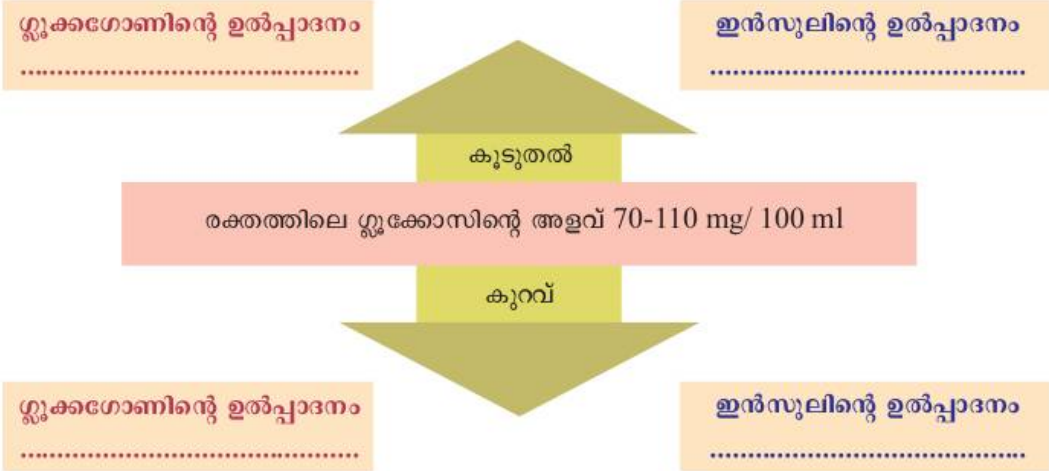 ഗ്ലൂക്കഗോണിന്റെ ഉൽപ്പാദനം
..............................................
ഇൻസുലിന്റെ ഉൽപ്പാദനം
...........................................
കൂടുതൽ
രക്തത്തിലെ ഗ്ലൂക്കോസിന്റെ അളവ് 70-110 mg/ 100 ml
കുറവ്
ഗ്ലൂക്കഗോണിന്റെ ഉൽപ്പാദനം
..............................................
ഇൻസുലിന്റെ ഉൽപ്പാദനം
...........................................